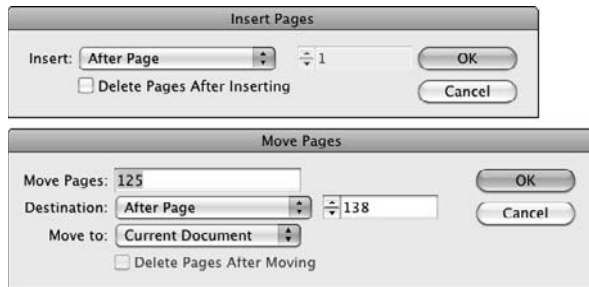 Insert Pages
Insert: After Page 1 OK
Delete Pages After Inserting Cancel
Move Pages
Move Pages: 125 OK
Destination: After Page 138 Cancel
Move to: Current Document
Delete Pages After Moving